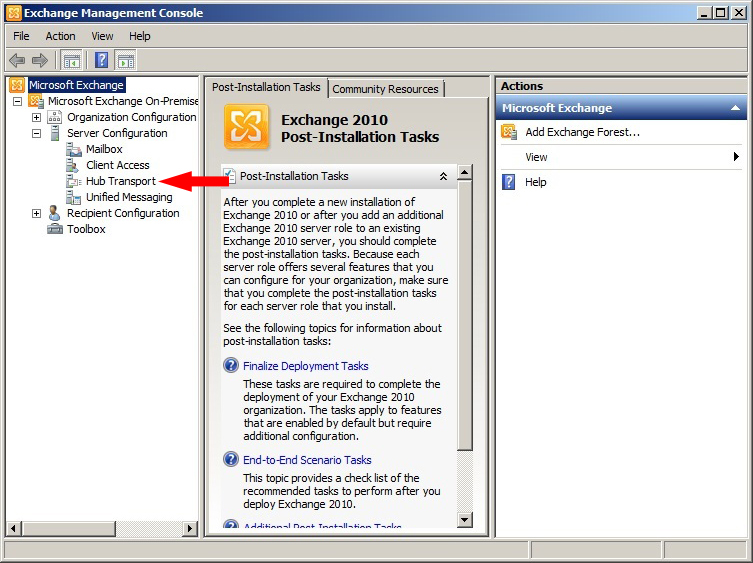 Exchange Management Console
File Action View Help
Microsoft Exchange
Microsoft Exchange On-Premise
Organization Configuration
Server Configuration
Mailbox
Client Access
Hub Transport
Unified Messaging
Recipient Configuration
Toolbox
Post-Installation Tasks Community Resources
Exchange 2010
Post-Installation Tasks
Post-Installation Tasks
After you complete a new installation of
Exchange 2010 or after you add an additional
Exchange 2010 server role to an existing
Exchange 2010 server, you should complete
the post-installation tasks. Because each
server role offers several features that you
can configure for your organization, make sure
that you complete the post-installation tasks
for each server role that you install.
See the following topics for information about
post-installation tasks:
Finalize Deployment Tasks
These tasks are required to complete the
deployment of your Exchange 2010
organization. The tasks apply to features
that are enabled by default but require
additional configuration.
End-to-End Scenario Tasks
This topic provides a check list of the
recommended tasks to perform after you
deploy Exchange 2010.
Additional Post-Installation Tasks
Actions
Microsoft Exchange
Add Exchange Forest...
View
Help